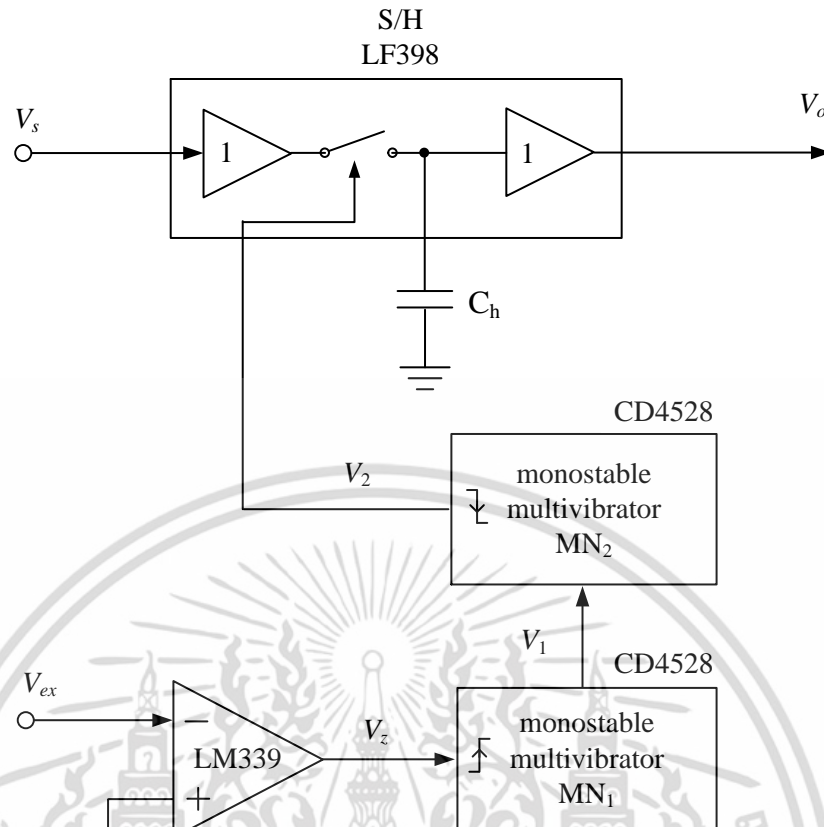 S/H
LF398
V_s
1
1
V_o
C_h
CD4528
V_2
monostable
multivibrator
MN_2
V_1
CD4528
V_ex
−
LM339
+
V_z
monostable
multivibrator
MN_1